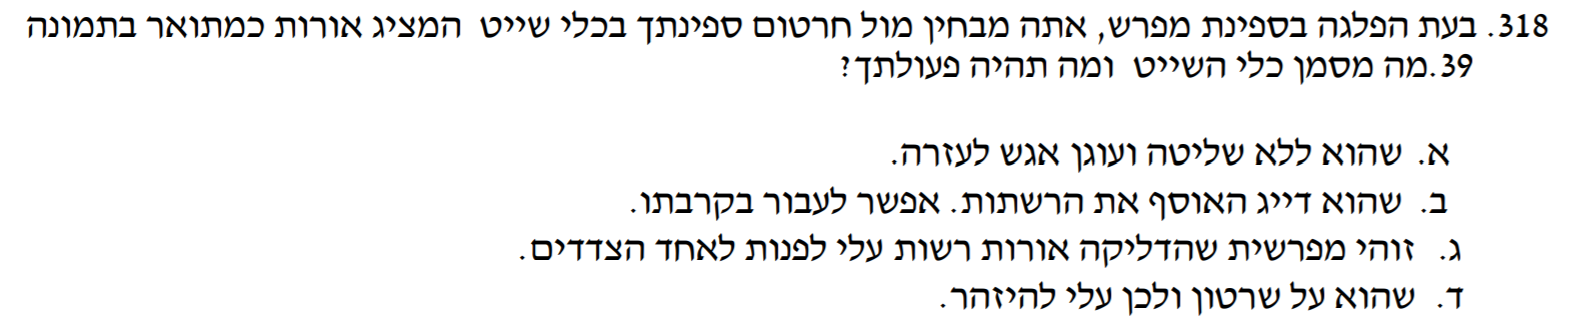 318. בעת הפלגה בספינת מפרש, אתה מבחין מול חרטום ספינתך בכלי שייט המציג אורות כמתואר בתמונה
39.מה מסמן כלי השייט ומה תהיה פעולתך?
א. שהוא ללא שליטה ועוגן אגש לעזרה.
ב. שהוא דייג האוסף את הרשתות. אפשר לעבור בקרבתו.
ג. זוהי מפרשית שהדליקה אורות רשות עלי לפנות לאחד הצדדים.
ד. שהוא על שרטון ולכן עלי להיזהר.